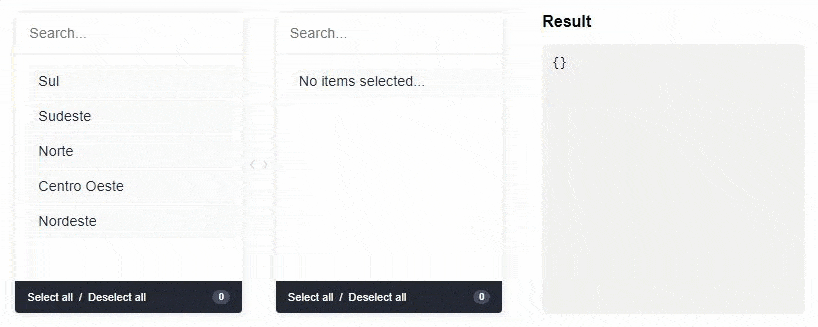 Search...
Sul
Sudeste
Norte
Centro Oeste
Nordeste
Select all / Deselect all 0
Search...
No items selected...
Select all / Deselect all 0
Result
{}